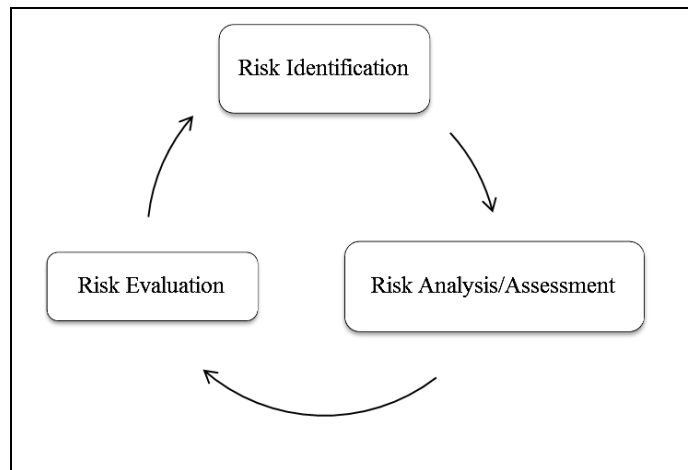 Risk Identification
Risk Analysis/Assessment
Risk Evaluation